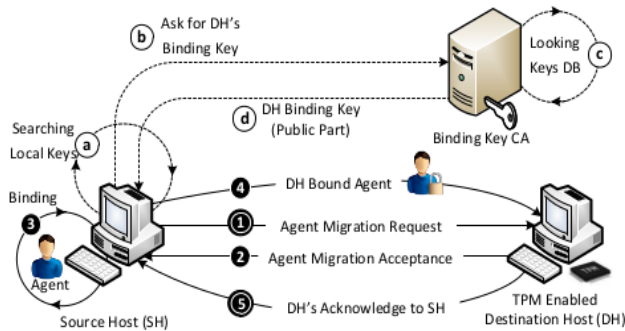 b
Ask for DH's
Binding Key
Looking
Keys DB
c
d
DH Binding Key
(Public Part)
Binding Key CA
Searching
Local Keys
a
Binding
3
Agent
4
DH Bound Agent
1
Agent Migration Request
2
Agent Migration Acceptance
5
DH's Acknowledge to SH
Source Host (SH)
TPM
TPM Enabled
Destination Host (DH)